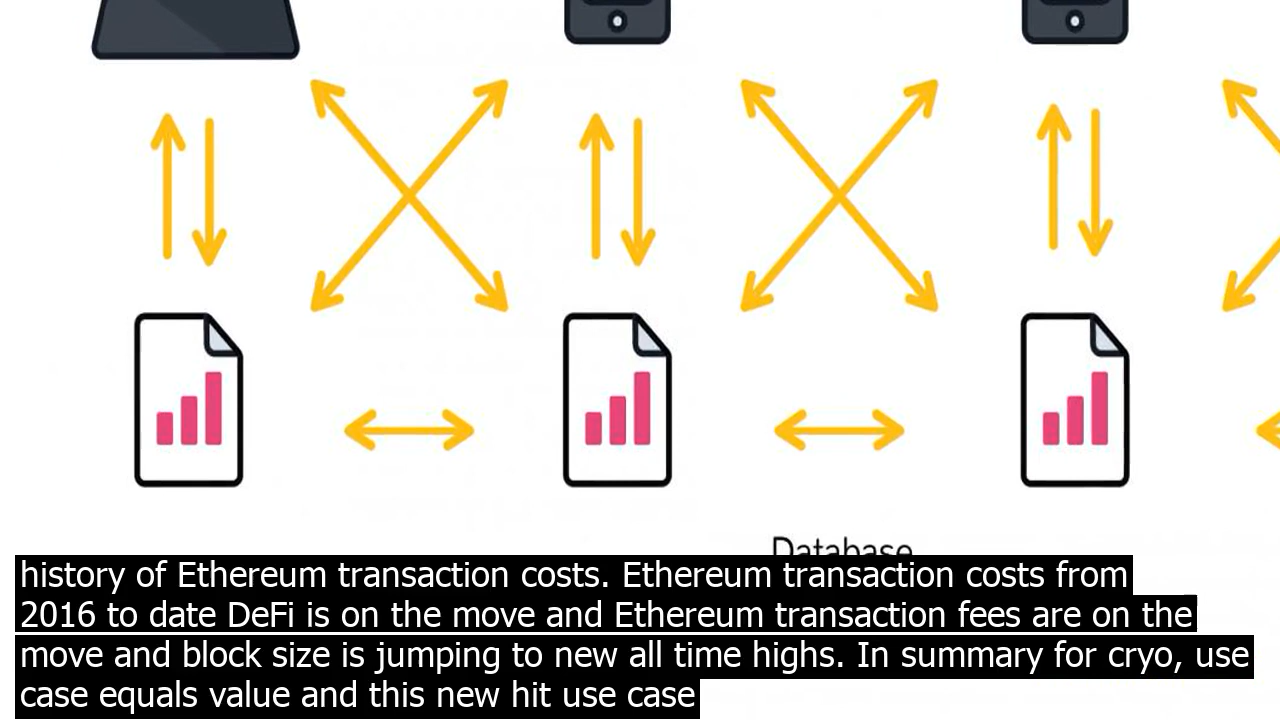 Database
history of Ethereum transaction costs. Ethereum transaction costs from
2016 to date DeFi is on the move and Ethereum transaction fees are on the
move and block size is jumping to new all time highs. In summary for cryo, use
case equals value and this new hit use case